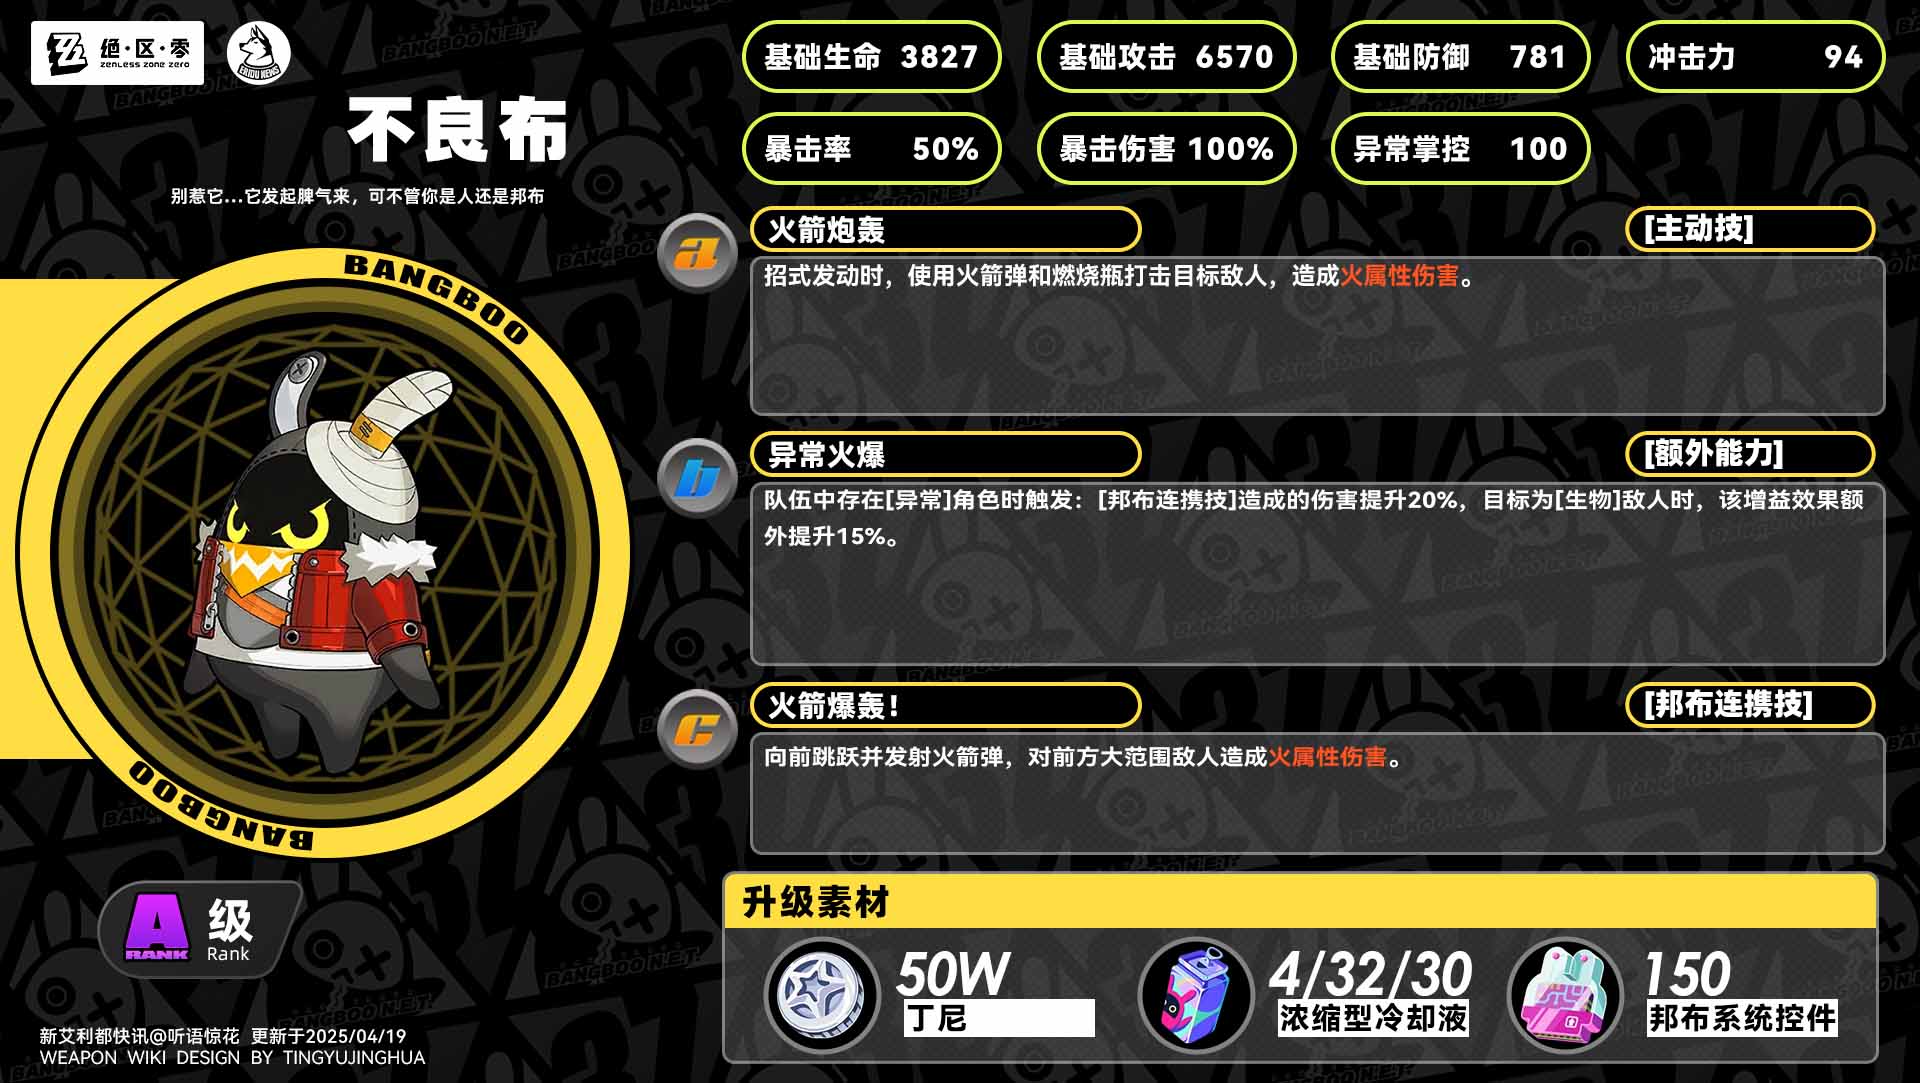 绝·区·零
ZENLESS ZONE ZERO
ERIDU NEWS
不良布
别惹它...它发起脾气来，可不管你是人还是邦布
BANGBOO
BANGBOO
A
RANK
级
Rank
新艾利都快讯@听语惊花 更新于2025/04/19
WEAPON WIKI DESIGN BY TINGYUJINGHUA
基础生命 3827
基础攻击 6570
基础防御 781
冲击力 94
暴击率 50%
暴击伤害 100%
异常掌控 100
a
火箭炮轰
[主动技]
招式发动时，使用火箭弹和燃烧瓶打击目标敌人，造成火属性伤害。
b
异常火爆
[额外能力]
队伍中存在[异常]角色时触发：[邦布连携技]造成的伤害提升20%，目标为[生物]敌人时，该增益效果额
外提升15%。
c
火箭爆轰！
[邦布连携技]
向前跳跃并发射火箭弹，对前方大范围敌人造成火属性伤害。
升级素材
50W
丁尼
4/32/30
浓缩型冷却液
150
邦布系统控件